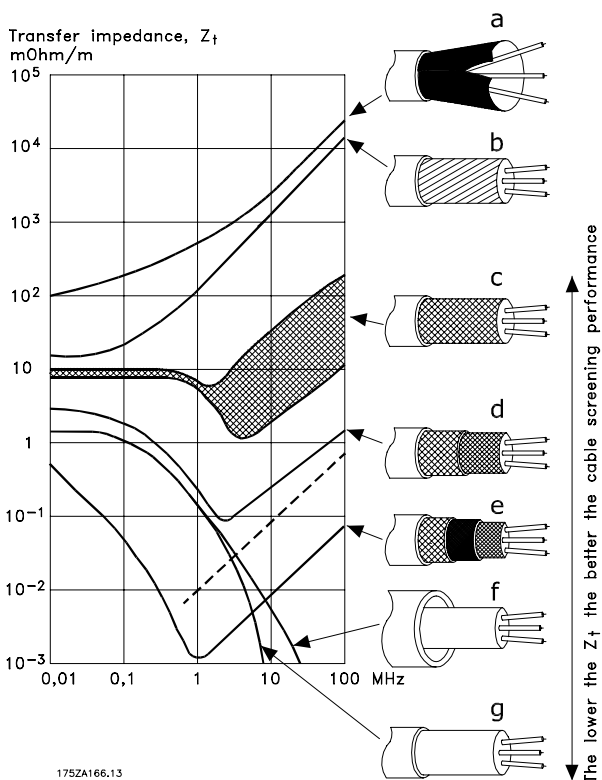 Transfer impedance, Zt
mOhm/m
10⁵
10⁴
10³
10²
10
1
10⁻¹
10⁻²
10⁻³
0,01 0,1 1 10 100 MHz
a
b
c
d
e
f
g
The lower the Zt the better the cable screening performance
175ZA166.13